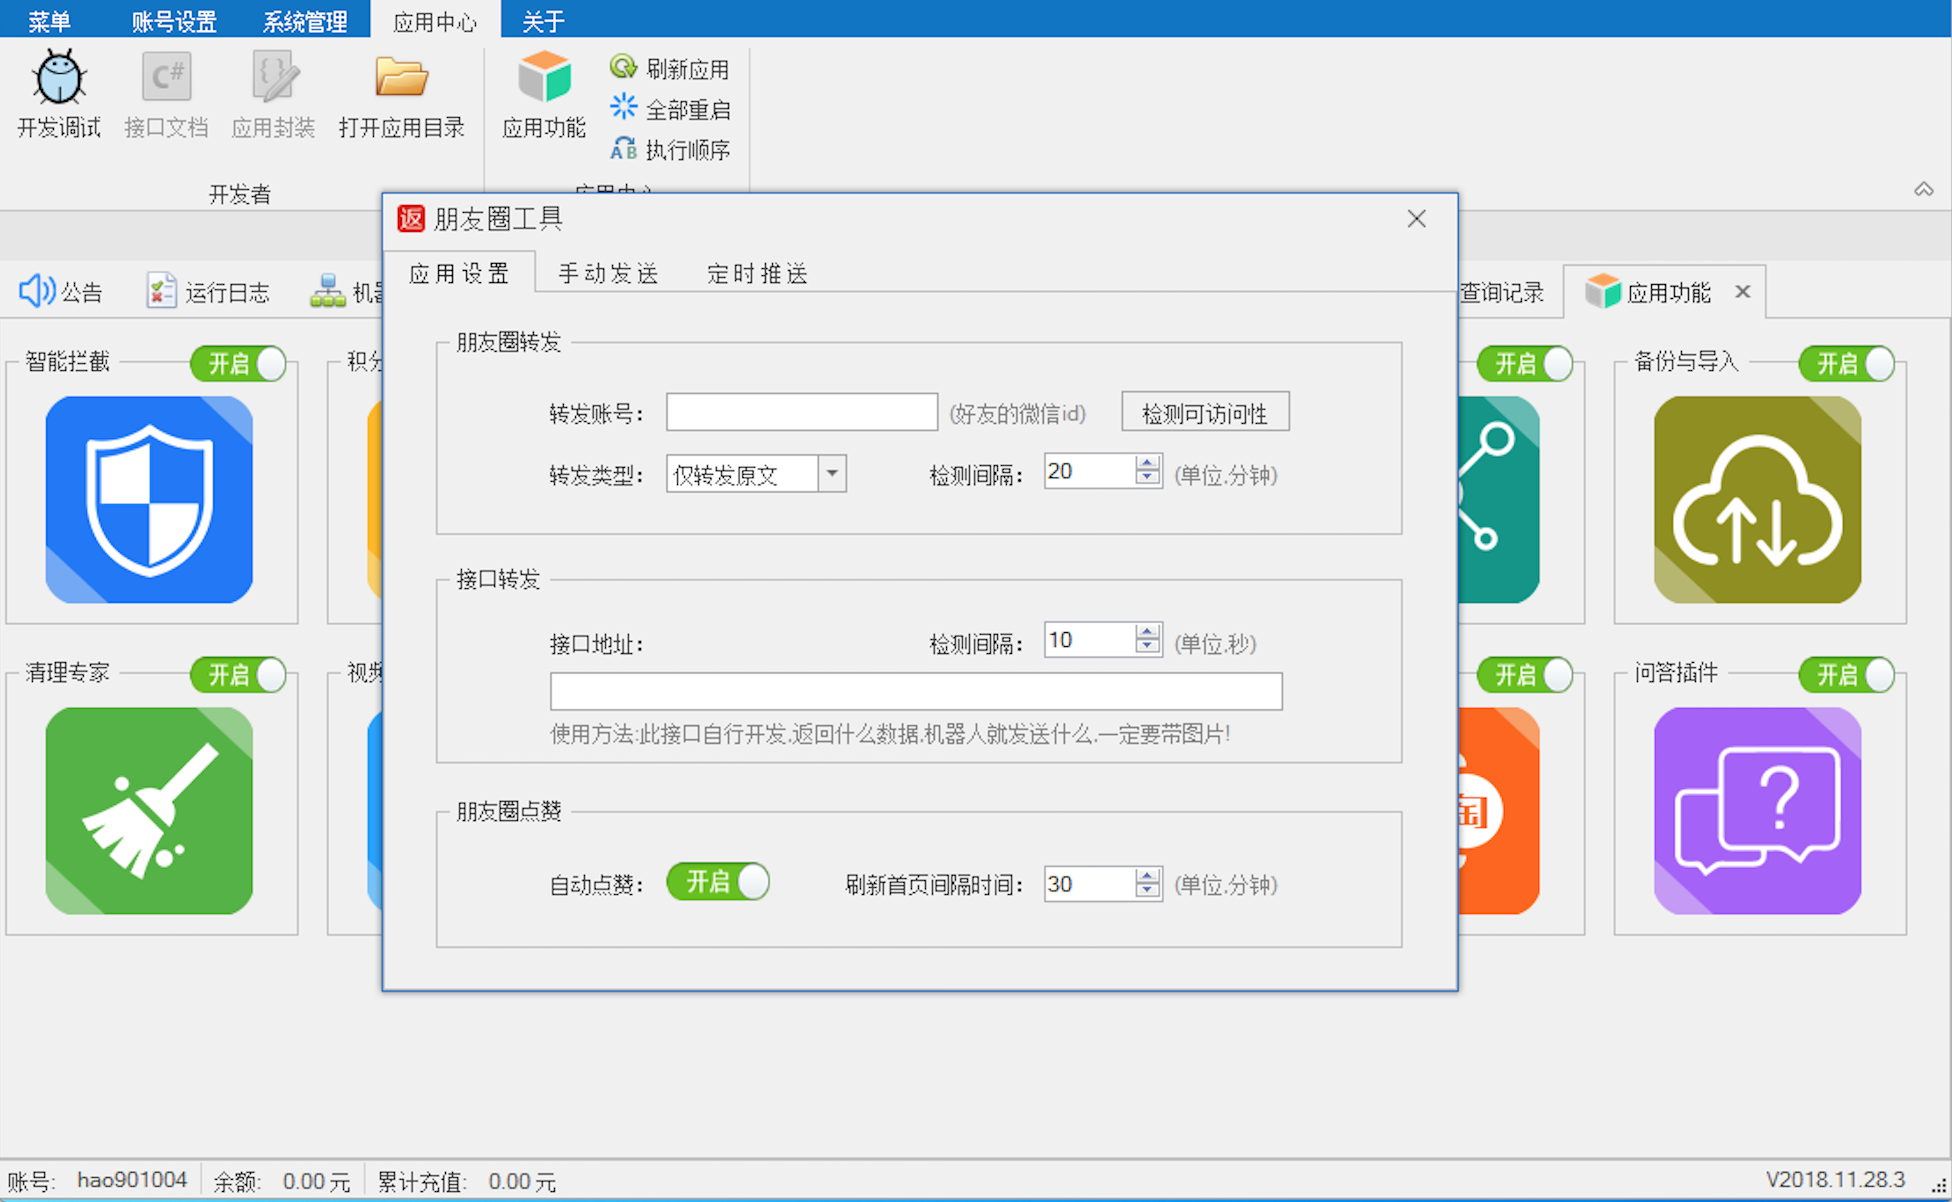 菜单 账号设置 系统管理 应用中心 关于
开发调试 接口文档 应用封装 打开应用目录 应用功能
刷新应用
全部重启
执行顺序
开发者
返 朋友圈工具
应用设置 手动发送 定时推送
公告 运行日志 查询记录 应用功能
朋友圈转发
转发账号： (好友的微信id) 检测可访问性
转发类型： 仅转发原文 检测间隔： 20 (单位.分钟)
接口转发
接口地址： 检测间隔： 10 (单位.秒)
使用方法:此接口自行开发.返回什么数据.机器人就发送什么.一定要带图片!
朋友圈点赞
自动点赞： 开启 刷新首页间隔时间： 30 (单位.分钟)
智能拦截 开启 积分 开启 备份与导入 开启
清理专家 开启 视频 开启 问答插件 开启
账号: hao901004 余额: 0.00 元 累计充值: 0.00 元 V2018.11.28.3